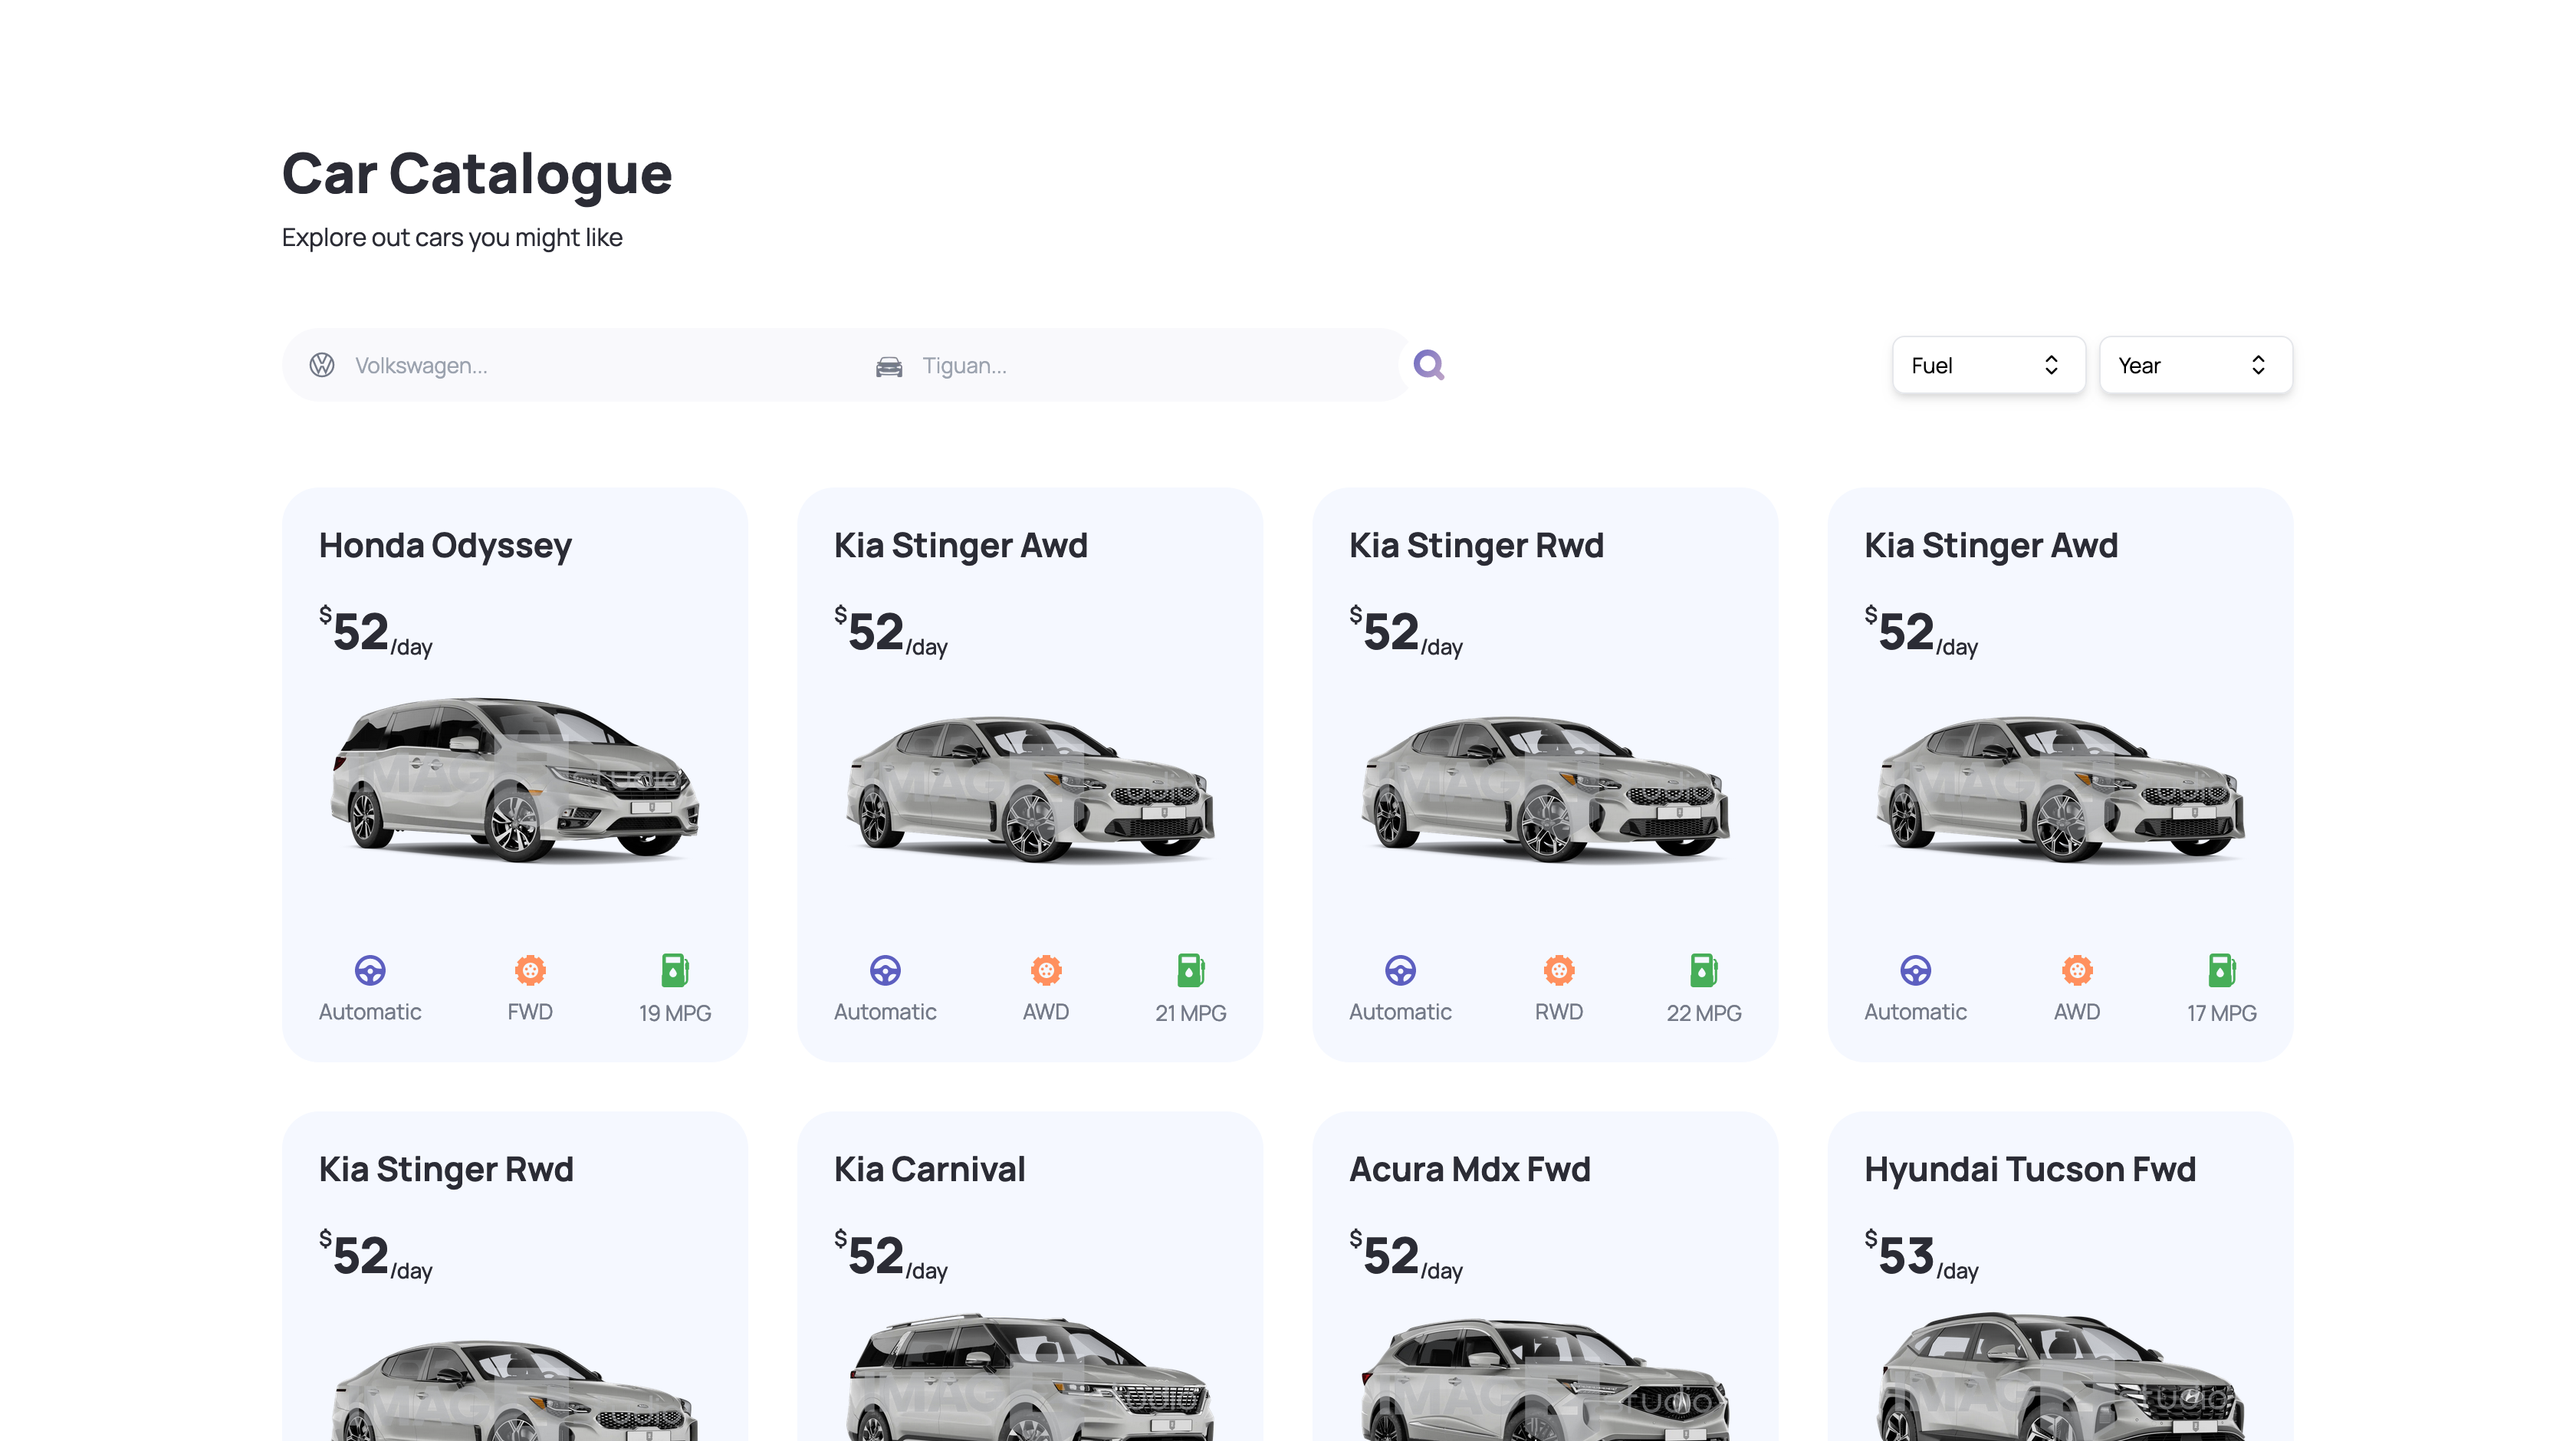 Car Catalogue
Explore out cars you might like
Volkswagen...
Tiguan...
Fuel
Year
Honda Odyssey
$52/day
Automatic
FWD
19 MPG
Kia Stinger Awd
$52/day
Automatic
AWD
21 MPG
Kia Stinger Rwd
$52/day
Automatic
RWD
22 MPG
Kia Stinger Awd
$52/day
Automatic
AWD
17 MPG
Kia Stinger Rwd
$52/day
Kia Carnival
$52/day
Acura Mdx Fwd
$52/day
Hyundai Tucson Fwd
$53/day